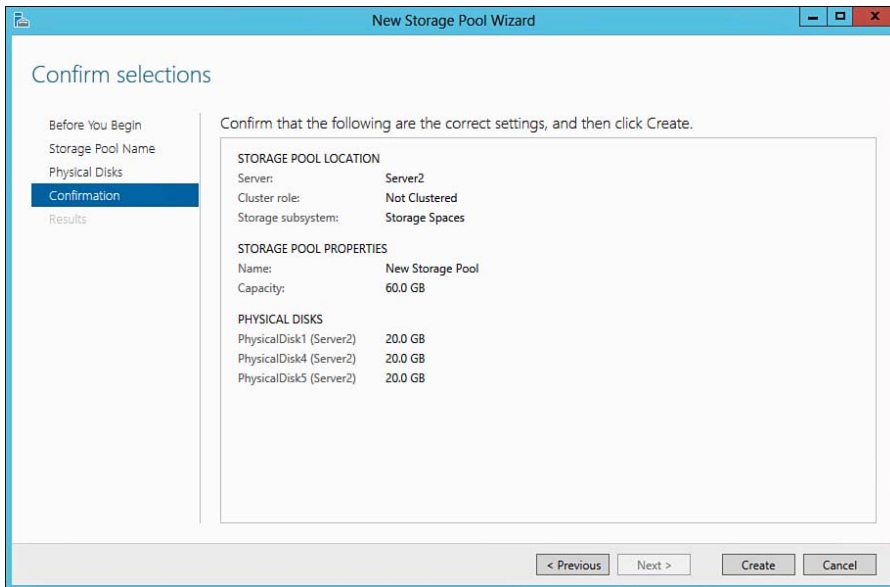 New Storage Pool Wizard
Confirm selections
Before You Begin
Storage Pool Name
Physical Disks
Confirmation
Results
Confirm that the following are the correct settings, and then click Create.
STORAGE POOL LOCATION
Server: Server2
Cluster role: Not Clustered
Storage subsystem: Storage Spaces
STORAGE POOL PROPERTIES
Name: New Storage Pool
Capacity: 60.0 GB
PHYSICAL DISKS
PhysicalDisk1 (Server2) 20.0 GB
PhysicalDisk4 (Server2) 20.0 GB
PhysicalDisk5 (Server2) 20.0 GB
< Previous Next > Create Cancel